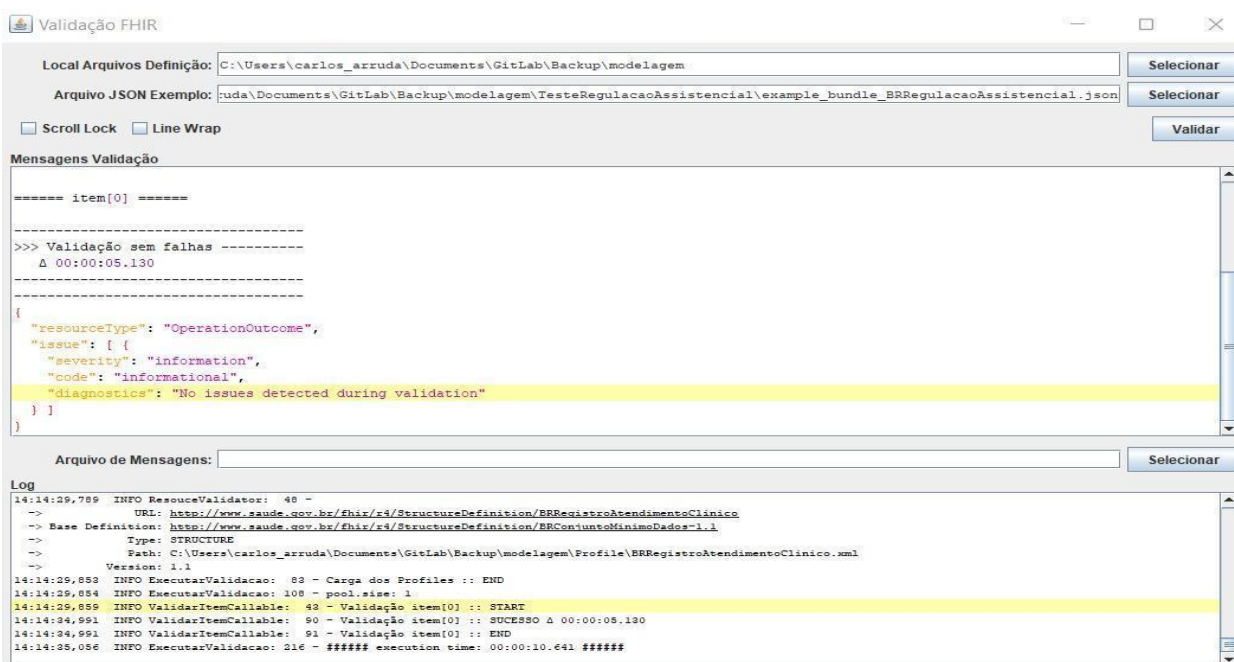 Validação FHIR
Local Arquivos Definição: C:\Users\carlos_arruda\Documents\GitLab\Backup\modelagem Selecionar
Arquivo JSON Exemplo: :uda\Documents\GitLab\Backup\modelagem\TesteRegulacaoAssistencial\example_bundle_BRRegulacaoAssistencial.json Selecionar
Scroll Lock Line Wrap Validar
Mensagens Validação
====== item[0] ======
----------------------------------
>>> Validação sem falhas ----------
Δ 00:00:05.130
----------------------------------
----------------------------------
{
"resourceType": "OperationOutcome",
"issue": [ {
"severity": "information",
"code": "informational",
"diagnostics": "No issues detected during validation"
} ]
}
Arquivo de Mensagens: Selecionar
Log
14:14:29,789 INFO ResouceValidator: 48 -
-> URL: http://www.saude.gov.br/fhir/r4/StructureDefinition/BRRegistroAtendimentoClinico
-> Base Definition: http://www.saude.gov.br/fhir/r4/StructureDefinition/BRConjuntoMinimoDados-1.1
-> Type: STRUCTURE
-> Path: C:\Users\carlos_arruda\Documents\GitLab\Backup\modelagem\Profile\BRRegistroAtendimentoClinico.xml
-> Version: 1.1
14:14:29,853 INFO ExecutarValidacao: 83 - Carga dos Profiles :: END
14:14:29,854 INFO ExecutarValidacao: 108 - pool.size: 1
14:14:29,859 INFO ValidarItemCallable: 43 - Validação item[0] :: START
14:14:34,991 INFO ValidarItemCallable: 90 - Validação item[0] :: SUCESSO Δ 00:00:05.130
14:14:34,991 INFO ValidarItemCallable: 91 - Validação item[0] :: END
14:14:35,056 INFO ExecutarValidacao: 216 - ###### execution time: 00:00:10.641 ######